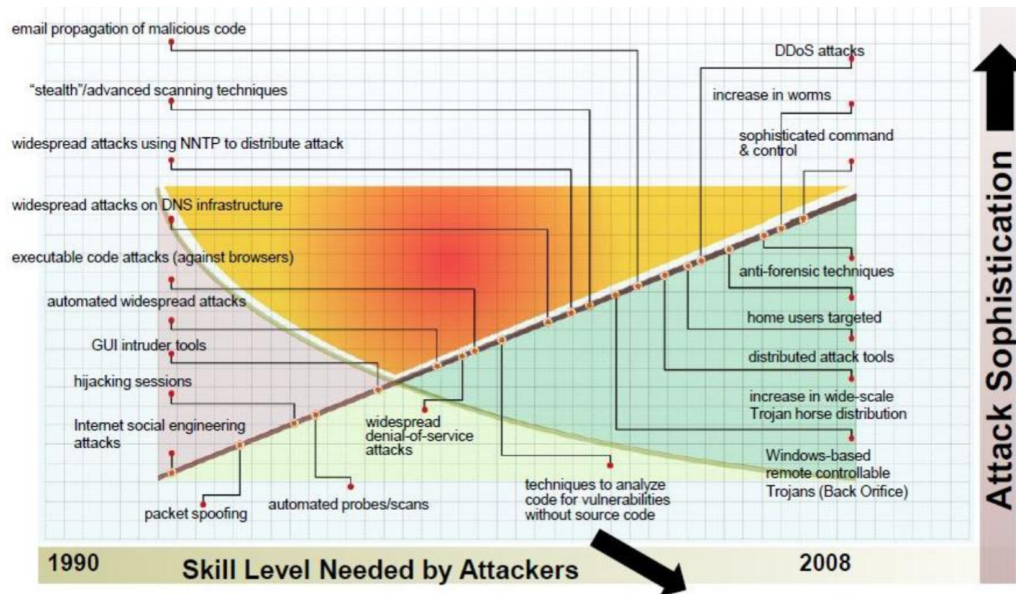 email propagation of malicious code
DDoS attacks
“stealth”/advanced scanning techniques
increase in worms
widespread attacks using NNTP to distribute attack
sophisticated command
& control
widespread attacks on DNS infrastructure
executable code attacks (against browsers)
anti-forensic techniques
automated widespread attacks
home users targeted
GUI intruder tools
distributed attack tools
hijacking sessions
increase in wide-scale
Trojan horse distribution
Internet social engineering
attacks
widespread
denial-of-service
attacks
Windows-based
remote controllable
Trojans (Back Orifice)
techniques to analyze
code for vulnerabilities
without source code
automated probes/scans
packet spoofing
1990
Skill Level Needed by Attackers
2008
Attack Sophistication